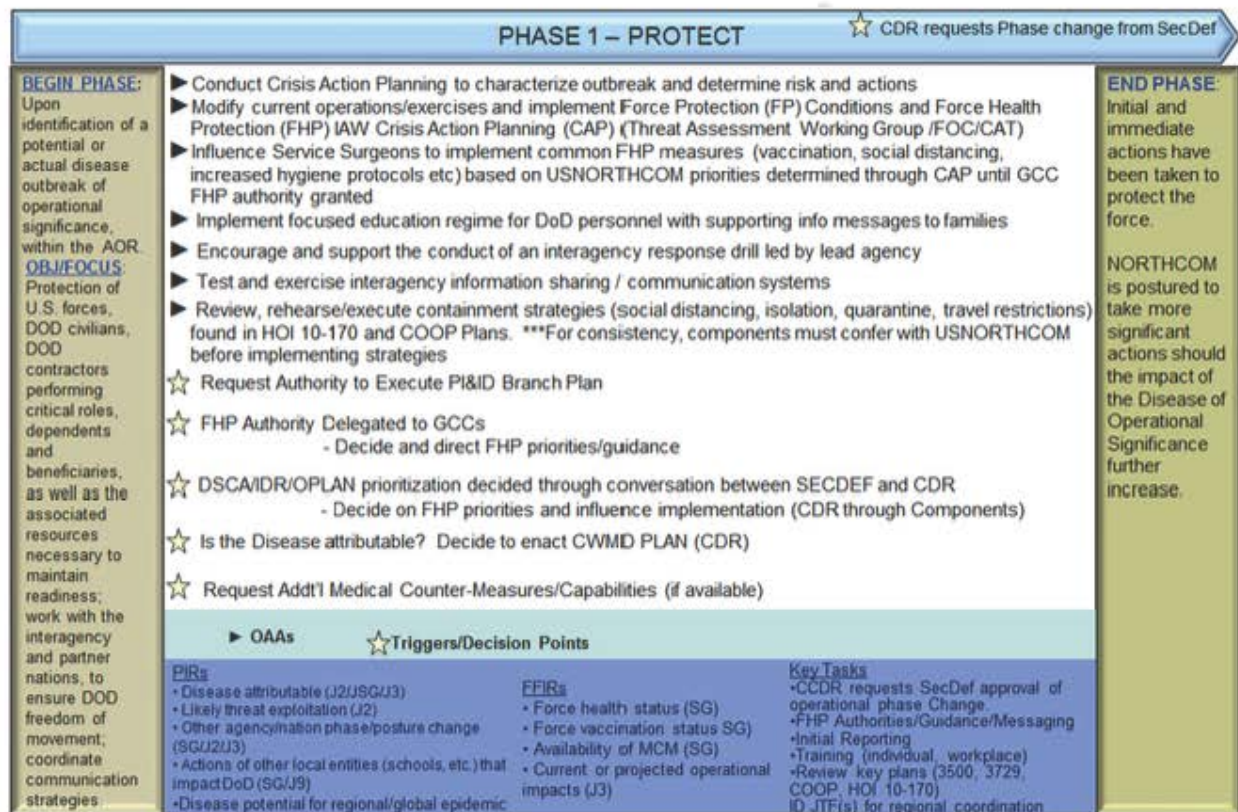 PHASE 1 – PROTECT
CDR requests Phase change from SecDef
BEGIN PHASE:
Upon
identification of a
potential or
actual disease
outbreak of
operational
significance,
within the AOR.
OBJ/FOCUS:
Protection of
U.S. forces,
DOD civilians,
DOD
contractors
performing
critical roles,
dependents
and
beneficiaries,
as well as the
associated
resources
necessary to
maintain
readiness;
work with the
interagency
and partner
nations, to
ensure DOD
freedom of
movement;
coordinate
communication
strategies
► Conduct Crisis Action Planning to characterize outbreak and determine risk and actions
► Modify current operations/exercises and implement Force Protection (FP) Conditions and Force Health
Protection (FHP) IAW Crisis Action Planning (CAP) (Threat Assessment Working Group /FOC/CAT)
► Influence Service Surgeons to implement common FHP measures (vaccination, social distancing,
increased hygiene protocols etc) based on USNORTHCOM priorities determined through CAP until GCC
FHP authority granted
► Implement focused education regime for DoD personnel with supporting info messages to families
► Encourage and support the conduct of an interagency response drill led by lead agency
► Test and exercise interagency information sharing / communication systems
► Review, rehearse/execute containment strategies (social distancing, isolation, quarantine, travel restrictions)
found in HOI 10-170 and COOP Plans. ***For consistency, components must confer with USNORTHCOM
before implementing strategies
Request Authority to Execute PI&ID Branch Plan
FHP Authority Delegated to GCCs
- Decide and direct FHP priorities/guidance
DSCA/IDR/OPLAN prioritization decided through conversation between SECDEF and CDR
- Decide on FHP priorities and influence implementation (CDR through Components)
Is the Disease attributable? Decide to enact CWMD PLAN (CDR)
Request Addt'l Medical Counter-Measures/Capabilities (if available)
► OAAs
Triggers/Decision Points
PIRs
• Disease attributable (J2/JSG/J3)
• Likely threat exploitation (J2)
• Other agency/nation phase/posture change
(SG/J2/J3)
• Actions of other local entities (schools, etc.) that
impact DoD (SG/J9)
•Disease potential for regional/global epidemic
FFIRs
• Force health status (SG)
• Force vaccination status SG)
• Availability of MCM (SG)
• Current or projected operational
impacts (J3)
Key Tasks
•CCDR requests SecDef approval of
operational phase Change.
•FHP Authorities/Guidance/Messaging
•Initial Reporting
•Training (individual, workplace)
•Review key plans (3500, 3729,
COOP, HOI 10-170)
ID JTF(s) for regional coordination
END PHASE:
Initial and
immediate
actions have
been taken to
protect the
force.
NORTHCOM
is postured to
take more
significant
actions should
the impact of
the Disease of
Operational
Significance
further
increase.